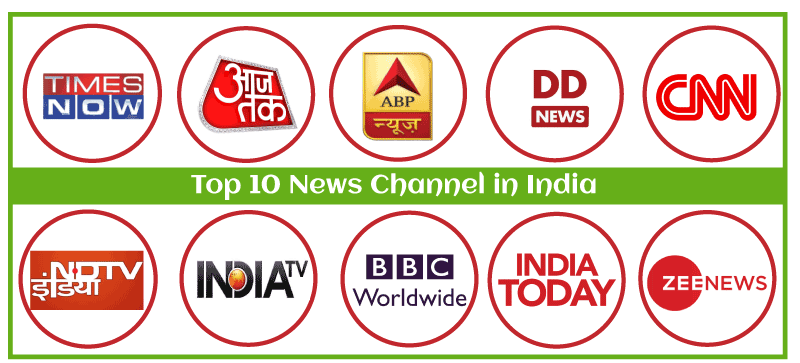 TIMES
NOW
आज
तक
ABP
न्यूज़
DD
NEWS
CNN
Top 10 News Channel in India
NDTV
इंडिया
INDIA TV
BBC
Worldwide
INDIA
TODAY
ZEENEWS